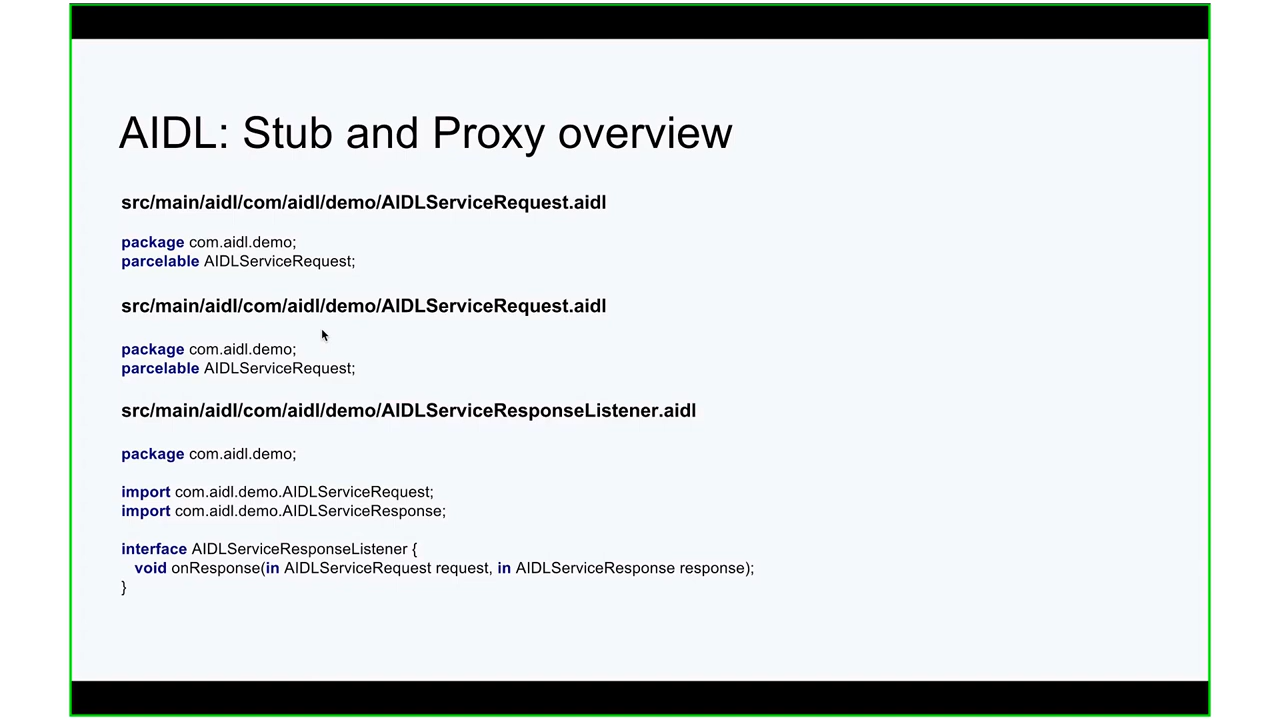 AIDL: Stub and Proxy overview
src/main/aidl/com/aidl/demo/AIDLServiceRequest.aidl
package com.aidl.demo;
parcelable AIDLServiceRequest;
src/main/aidl/com/aidl/demo/AIDLServiceRequest.aidl
package com.aidl.demo;
parcelable AIDLServiceRequest;
src/main/aidl/com/aidl/demo/AIDLServiceResponseListener.aidl
package com.aidl.demo;
import com.aidl.demo.AIDLServiceRequest;
import com.aidl.demo.AIDLServiceResponse;
interface AIDLServiceResponseListener {
void onResponse(in AIDLServiceRequest request, in AIDLServiceResponse response);
}